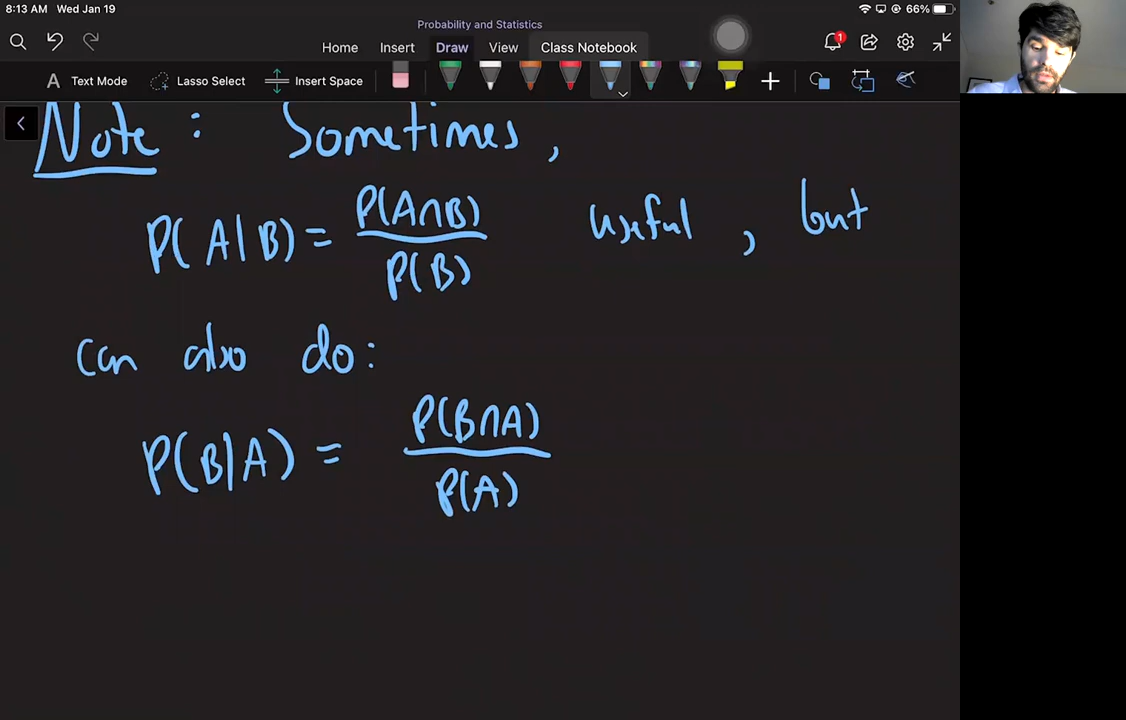 8:13 AM Wed Jan 19
66%
Probability and Statistics
Home Insert Draw View Class Notebook
1
A Text Mode Lasso Select Insert Space
Note : Sometimes,
P(A|B) = P(A∩B) / P(B) useful, but
can also do:
P(B|A) = P(B∩A) / P(A)